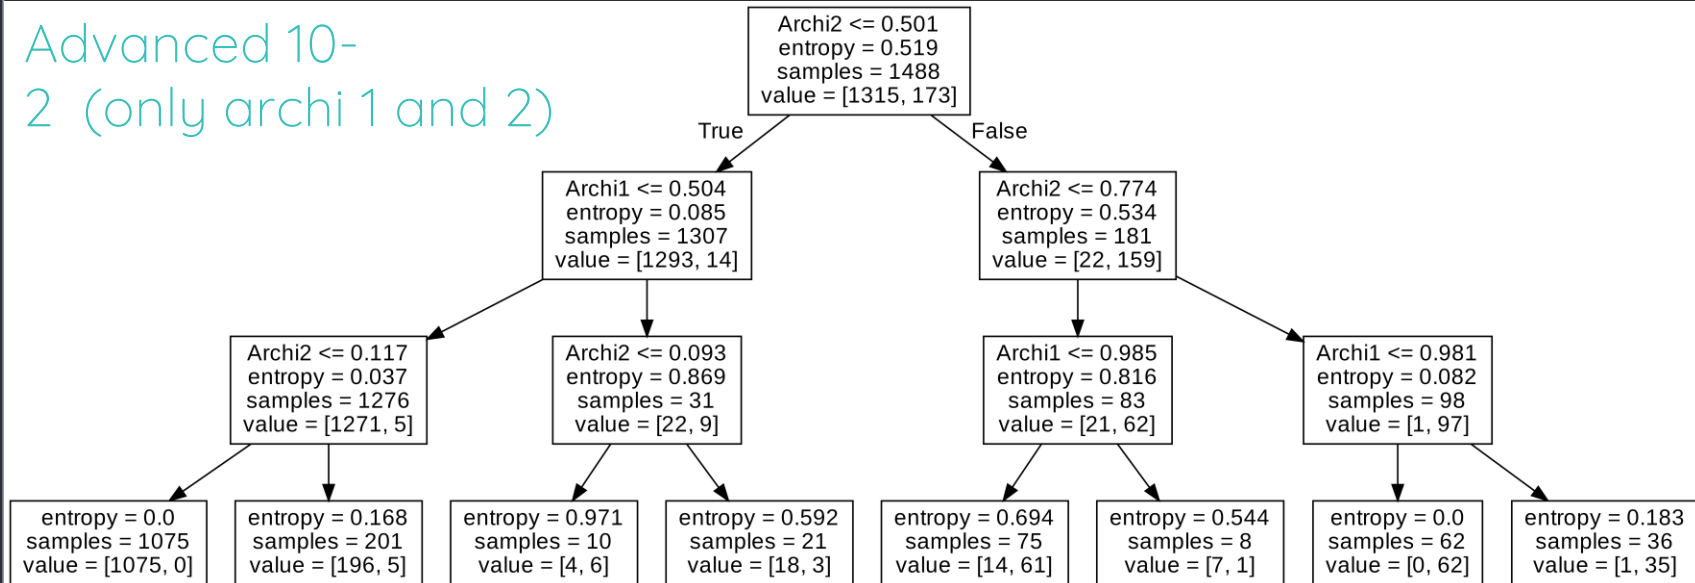 Advanced 10-
2 (only archi 1 and 2)
Archi2 <= 0.501
entropy = 0.519
samples = 1488
value = [1315, 173]
True
False
Archi1 <= 0.504
entropy = 0.085
samples = 1307
value = [1293, 14]
Archi2 <= 0.774
entropy = 0.534
samples = 181
value = [22, 159]
Archi2 <= 0.117
entropy = 0.037
samples = 1276
value = [1271, 5]
Archi2 <= 0.093
entropy = 0.869
samples = 31
value = [22, 9]
Archi1 <= 0.985
entropy = 0.816
samples = 83
value = [21, 62]
Archi1 <= 0.981
entropy = 0.082
samples = 98
value = [1, 97]
entropy = 0.0
samples = 1075
value = [1075, 0]
entropy = 0.168
samples = 201
value = [196, 5]
entropy = 0.971
samples = 10
value = [4, 6]
entropy = 0.592
samples = 21
value = [18, 3]
entropy = 0.694
samples = 75
value = [14, 61]
entropy = 0.544
samples = 8
value = [7, 1]
entropy = 0.0
samples = 62
value = [0, 62]
entropy = 0.183
samples = 36
value = [1, 35]